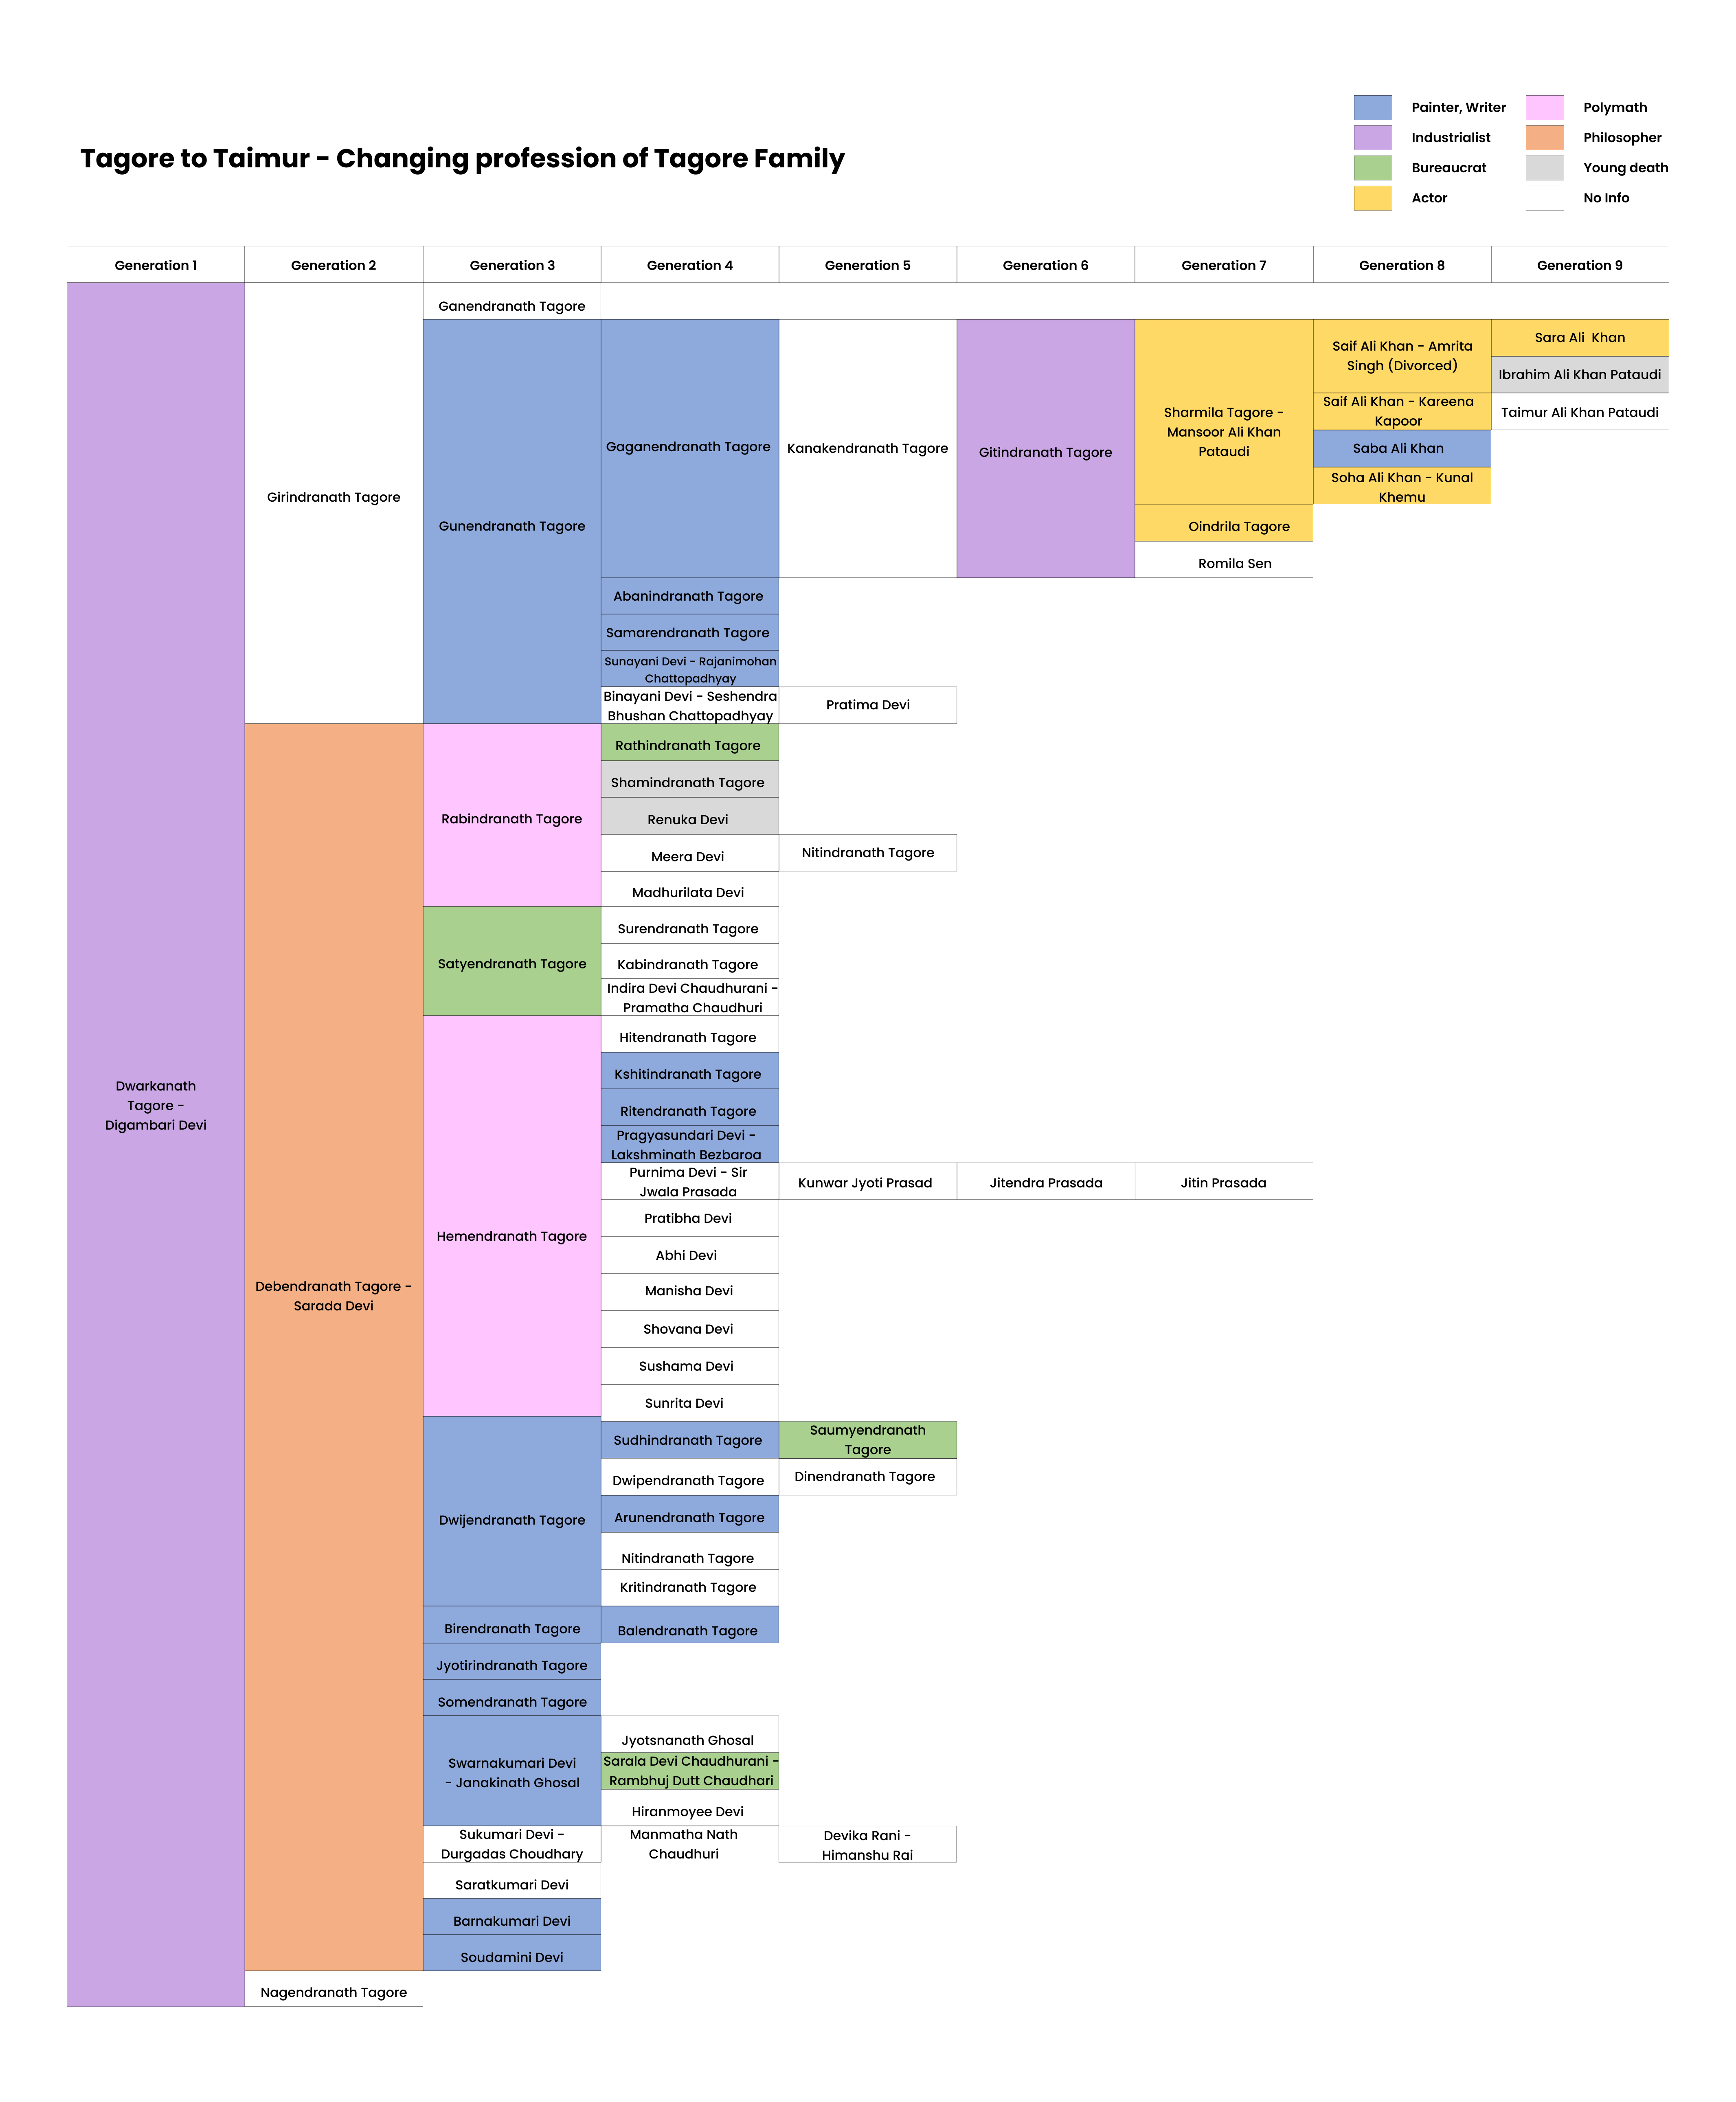 Painter, Writer
Polymath
Industrialist
Philosopher
Bureaucrat
Young death
Actor
No Info
Tagore to Taimur - Changing profession of Tagore Family
Generation 1
Generation 2
Generation 3
Generation 4
Generation 5
Generation 6
Generation 7
Generation 8
Generation 9
Dwarkanath
Tagore -
Digambari Devi
Girindranath Tagore
Ganendranath Tagore
Gunendranath Tagore
Gaganendranath Tagore
Kanakendranath Tagore
Gitindranath Tagore
Sharmila Tagore -
Mansoor Ali Khan
Pataudi
Saif Ali Khan - Amrita
Singh (Divorced)
Sara Ali Khan
Ibrahim Ali Khan Pataudi
Saif Ali Khan - Kareena
Kapoor
Taimur Ali Khan Pataudi
Saba Ali Khan
Soha Ali Khan - Kunal
Khemu
Oindrila Tagore
Romila Sen
Abanindranath Tagore
Samarendranath Tagore
Sunayani Devi - Rajanimohan
Chattopadhyay
Binayani Devi - Seshendra
Bhushan Chattopadhyay
Pratima Devi
Debendranath Tagore -
Sarada Devi
Rabindranath Tagore
Rathindranath Tagore
Shamindranath Tagore
Renuka Devi
Meera Devi
Nitindranath Tagore
Madhurilata Devi
Satyendranath Tagore
Surendranath Tagore
Kabindranath Tagore
Indira Devi Chaudhurani -
Pramatha Chaudhuri
Hemendranath Tagore
Hitendranath Tagore
Kshitindranath Tagore
Ritendranath Tagore
Pragyasundari Devi -
Lakshminath Bezbaroa
Purnima Devi - Sir
Jwala Prasada
Kunwar Jyoti Prasad
Jitendra Prasada
Jitin Prasada
Pratibha Devi
Abhi Devi
Manisha Devi
Shovana Devi
Sushama Devi
Sunrita Devi
Dwijendranath Tagore
Sudhindranath Tagore
Saumyendranath
Tagore
Dwipendranath Tagore
Dinendranath Tagore
Arunendranath Tagore
Nitindranath Tagore
Kritindranath Tagore
Birendranath Tagore
Balendranath Tagore
Jyotirindranath Tagore
Somendranath Tagore
Swarnakumari Devi
- Janakinath Ghosal
Jyotsnanath Ghosal
Sarala Devi Chaudhurani -
Rambhuj Dutt Chaudhari
Hiranmoyee Devi
Sukumari Devi -
Durgadas Choudhary
Manmatha Nath
Chaudhuri
Devika Rani -
Himanshu Rai
Saratkumari Devi
Barnakumari Devi
Soudamini Devi
Nagendranath Tagore